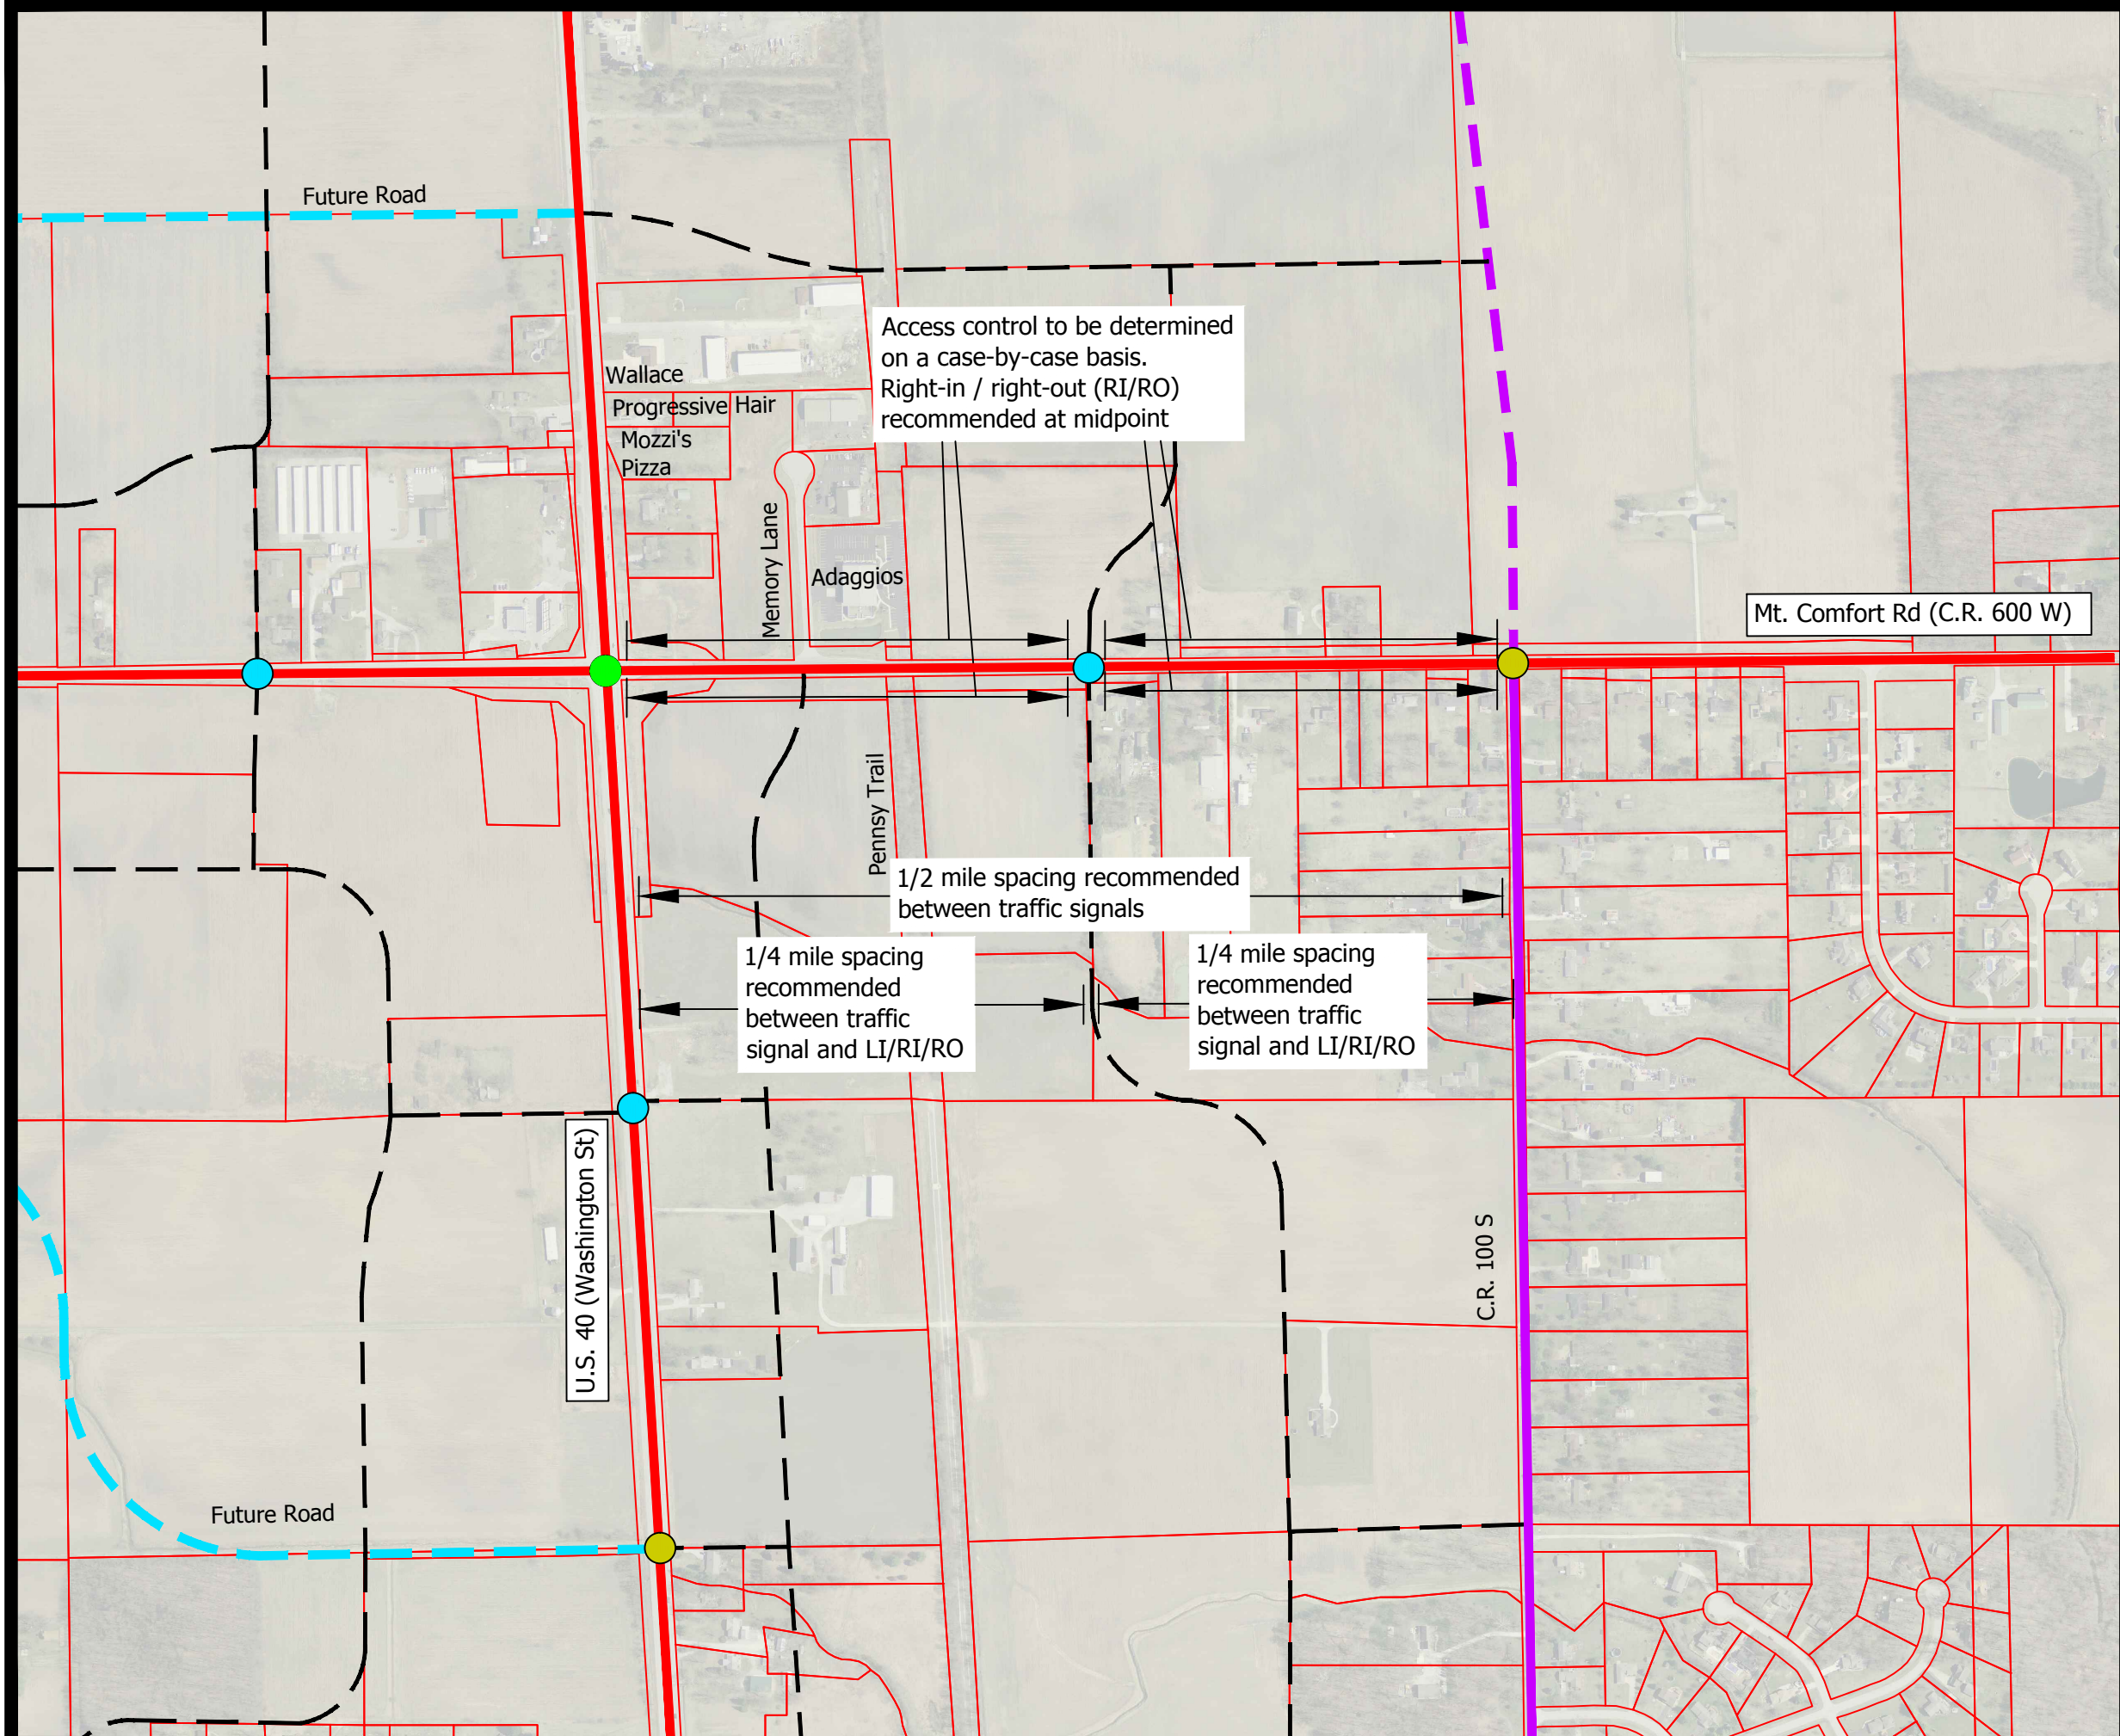 Future Road
Access control to be determined
on a case-by-case basis.
Right-in / right-out (RI/RO)
recommended at midpoint
Wallace
Progressive Hair
Mozzi's
Pizza
Memory Lane
Adaggios
Mt. Comfort Rd (C.R. 600 W)
Pennsy Trail
1/2 mile spacing recommended
between traffic signals
1/4 mile spacing
recommended
between traffic
signal and LI/RI/RO
1/4 mile spacing
recommended
between traffic
signal and LI/RI/RO
U.S. 40 (Washington St)
C.R. 100 S
Future Road